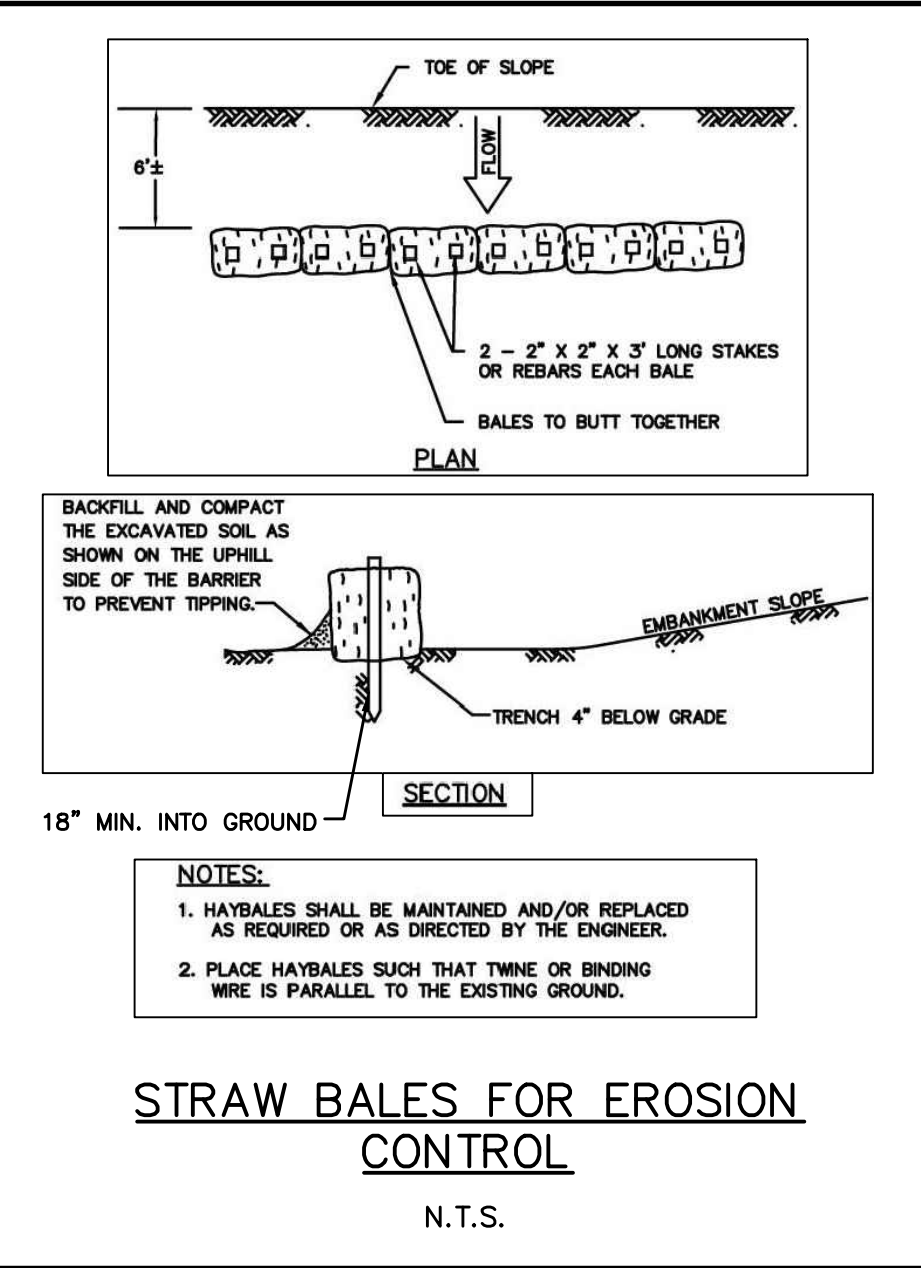 TOE OF SLOPE
6'±
FLOW
2 - 2" X 2" X 3' LONG STAKES
OR REBARS EACH BALE
BALES TO BUTT TOGETHER
PLAN
BACKFILL AND COMPACT
THE EXCAVATED SOIL AS
SHOWN ON THE UPHILL
SIDE OF THE BARRIER
TO PREVENT TIPPING.
EMBANKMENT SLOPE
TRENCH 4" BELOW GRADE
SECTION
18" MIN. INTO GROUND
NOTES:
1. HAYBALES SHALL BE MAINTAINED AND/OR REPLACED
AS REQUIRED OR AS DIRECTED BY THE ENGINEER.
2. PLACE HAYBALES SUCH THAT TWINE OR BINDING
WIRE IS PARALLEL TO THE EXISTING GROUND.
STRAW BALES FOR EROSION
CONTROL
N.T.S.